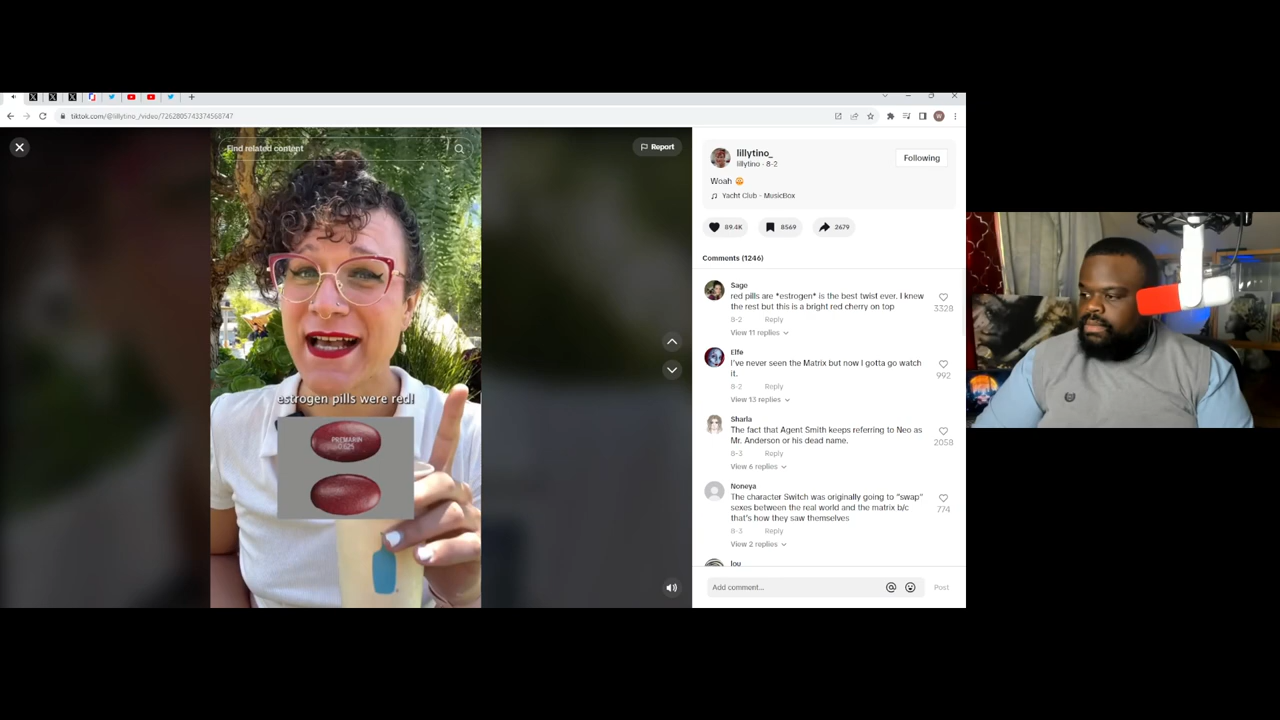 tiktok.com/@lillytino_/video/7262805743374568747
W
Find related content
Report
estrogen pills were red!
PREMARIN
0.625
lillytino_
lillytino · 8-2
Following
Woah 😳
♫ Yacht Club - MusicBox
89.4K
8569
2679
Comments (1246)
Sage
red pills are *estrogen* is the best twist ever. I knew
the rest but this is a bright red cherry on top
3328
8-2 Reply
View 11 replies
Elfe
I've never seen the Matrix but now I gotta go watch
it.
992
8-2 Reply
View 13 replies
Sharla
The fact that Agent Smith keeps referring to Neo as
Mr. Anderson or his dead name.
2058
8-3 Reply
View 6 replies
Noneya
The character Switch was originally going to "swap"
sexes between the real world and the matrix b/c
that's how they saw themselves
774
8-3 Reply
View 2 replies
lou
Add comment...
@
Post